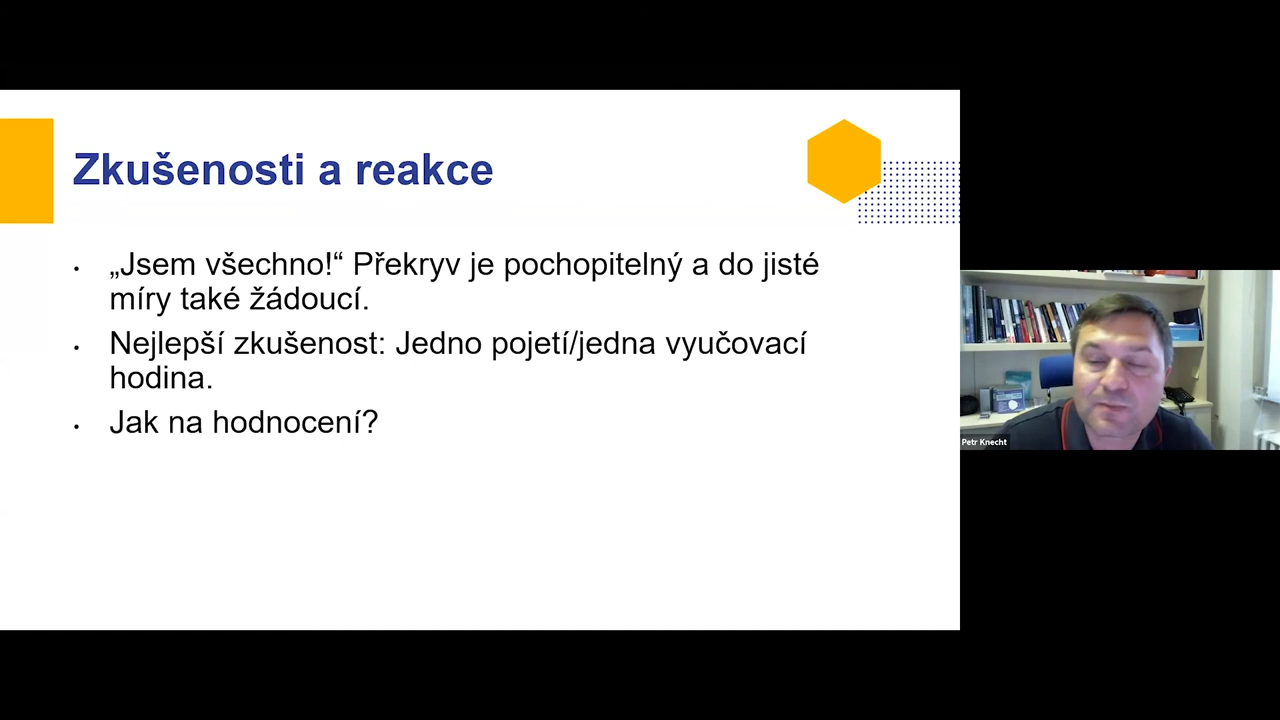 Zkušenosti a reakce
• „Jsem všechno!“ Překryv je pochopitelný a do jisté
míry také žádoucí.
• Nejlepší zkušenost: Jedno pojetí/jedna vyučovací
hodina.
• Jak na hodnocení?
Petr Knecht